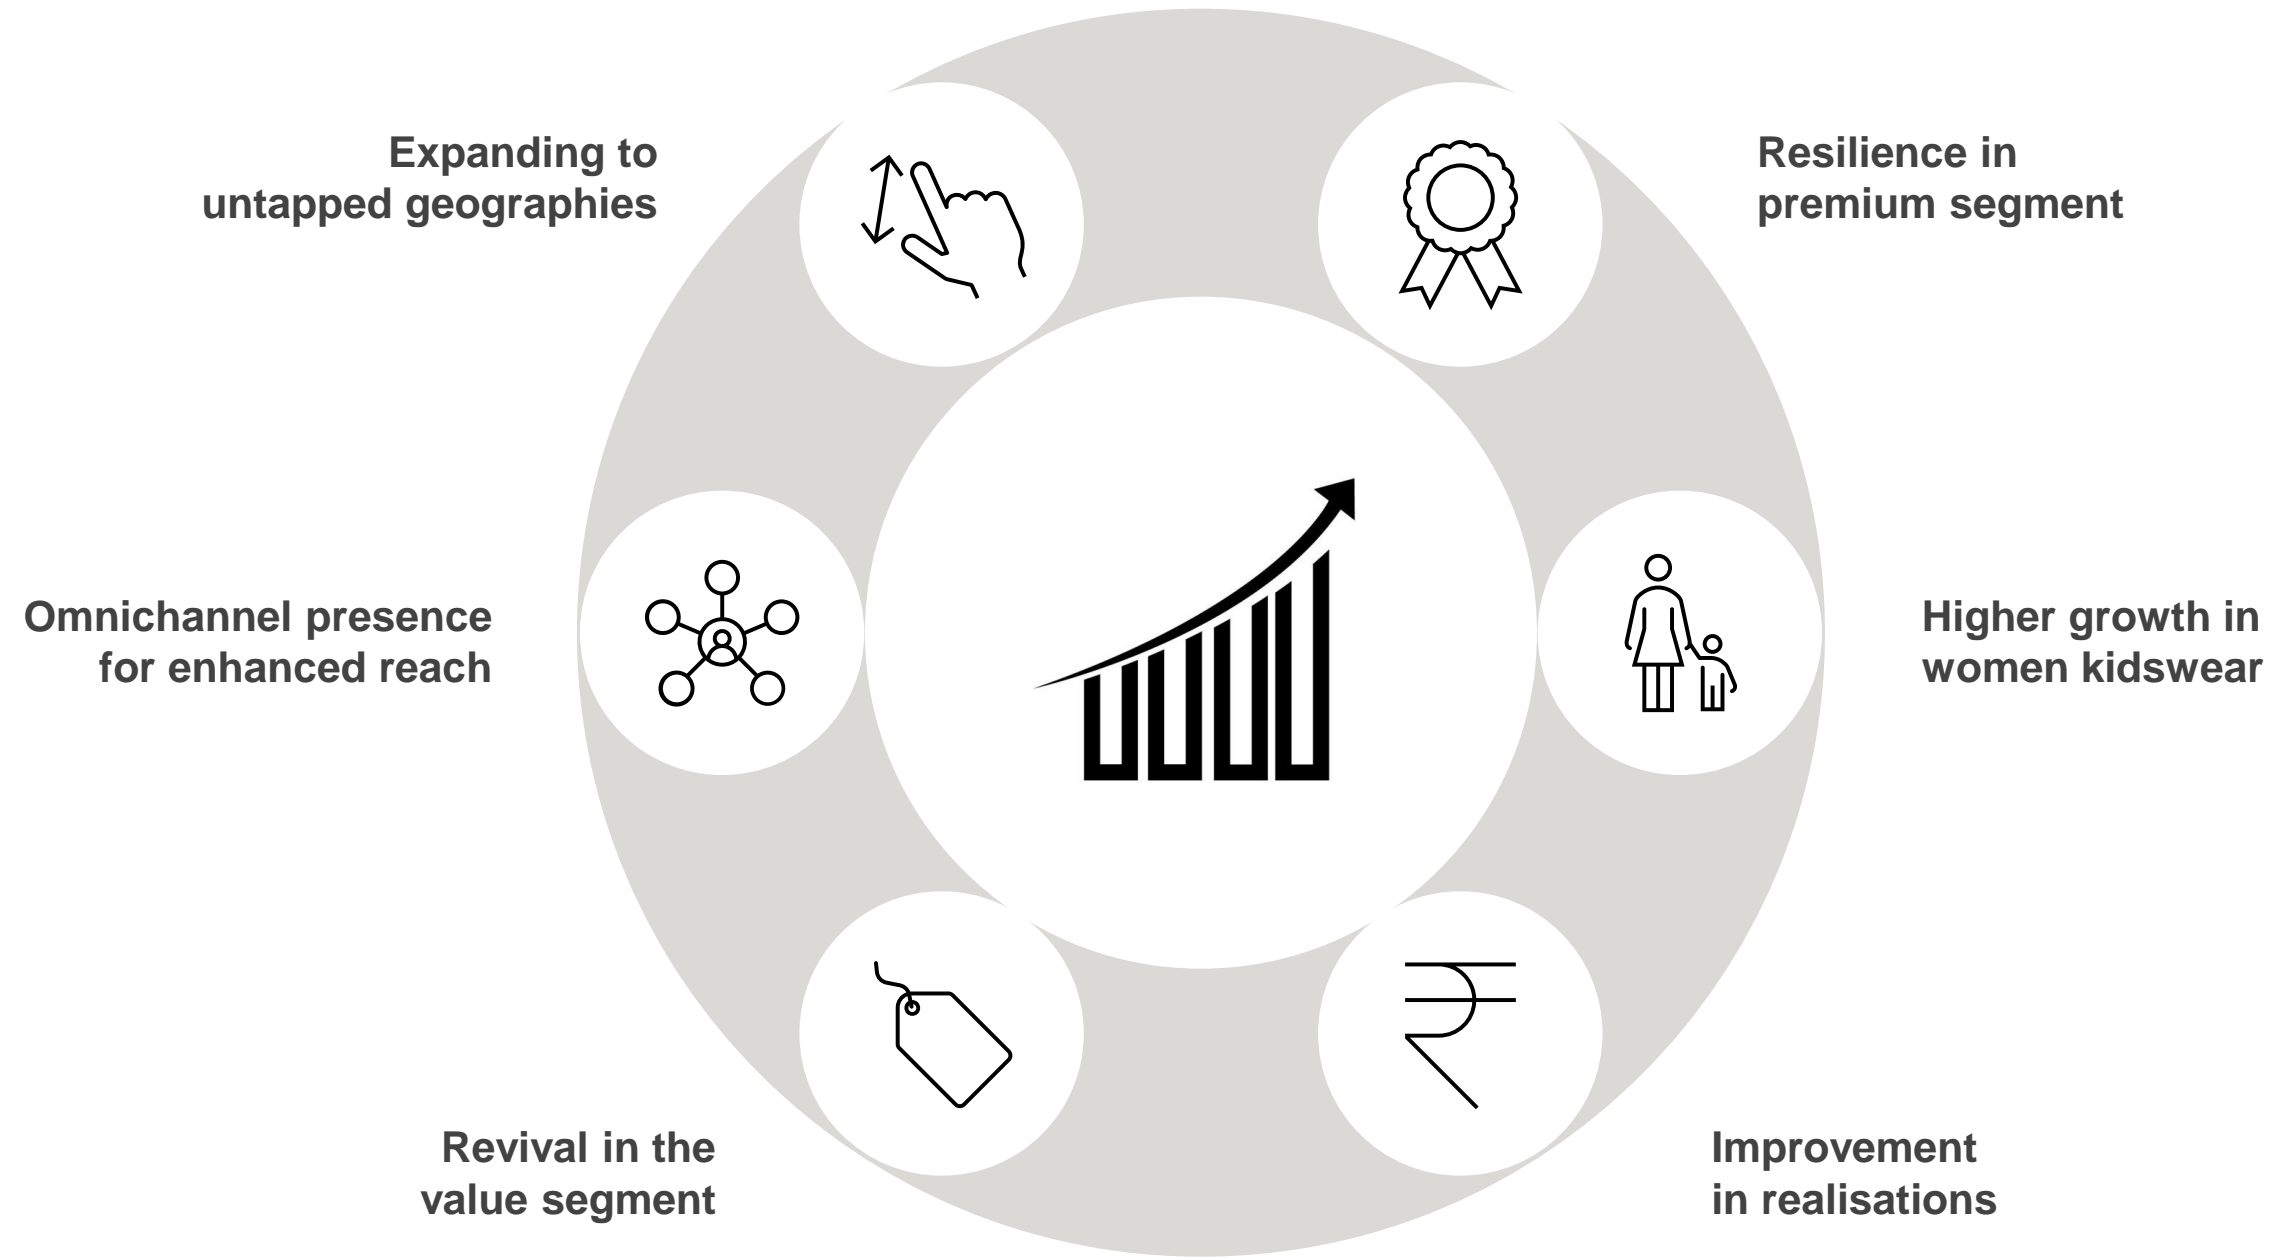 Expanding to
untapped geographies
Resilience in
premium segment
Omnichannel presence
for enhanced reach
Higher growth in
women kidswear
Revival in the
value segment
Improvement
in realisations